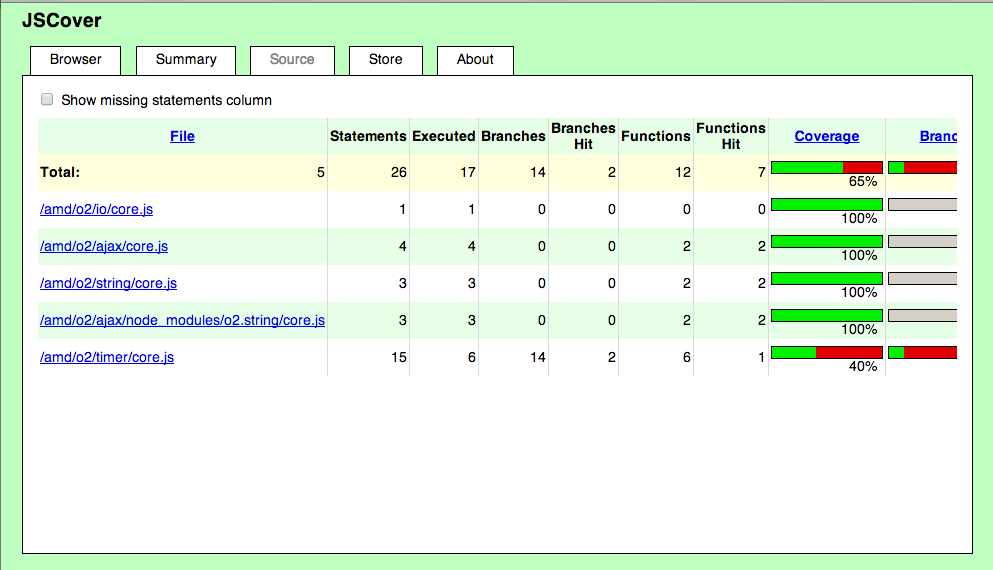 JSCover
Browser Summary Source Store About
Show missing statements column
File Statements Executed Branches Branches Hit Functions Functions Hit Coverage Branc
Total: 5 26 17 14 2 12 7 65%
/amd/o2/io/core.js 1 1 0 0 0 0 100%
/amd/o2/ajax/core.js 4 4 0 0 2 2 100%
/amd/o2/string/core.js 3 3 0 0 2 2 100%
/amd/o2/ajax/node_modules/o2.string/core.js 3 3 0 0 2 2 100%
/amd/o2/timer/core.js 15 6 14 2 6 1 40%